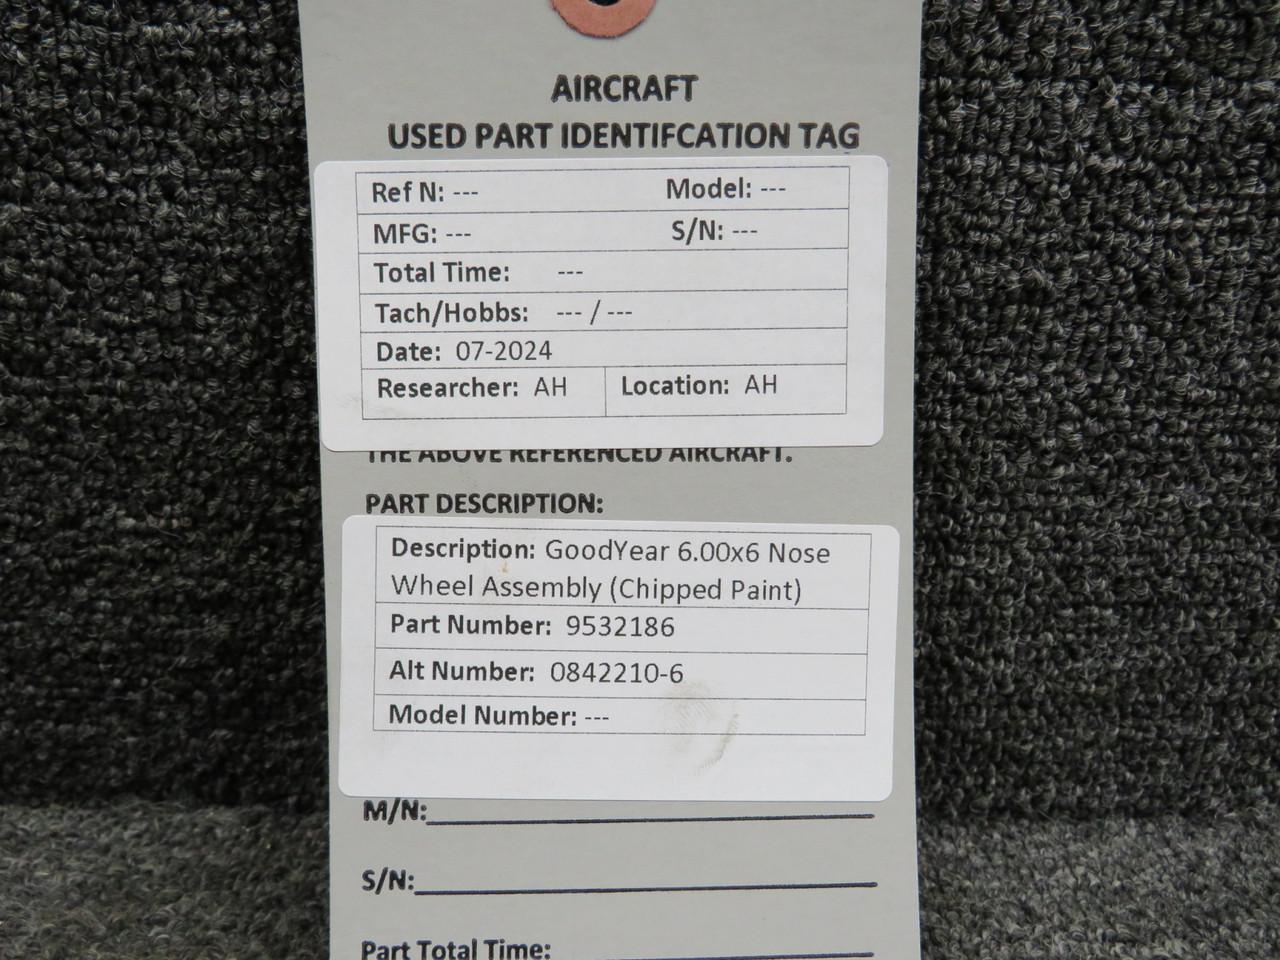 AIRCRAFT
USED PART IDENTIFCATION TAG
Ref N: --- Model: ---
MFG: --- S/N: ---
Total Time: ---
Tach/Hobbs: --- / ---
Date: 07-2024
Researcher: AH Location: AH
THE ABOVE REFERENCED AIRCRAFT.
PART DESCRIPTION:
Description: GoodYear 6.00x6 Nose
Wheel Assembly (Chipped Paint)
Part Number: 9532186
Alt Number: 0842210-6
Model Number: ---
M/N:
S/N:
Part Total Time: